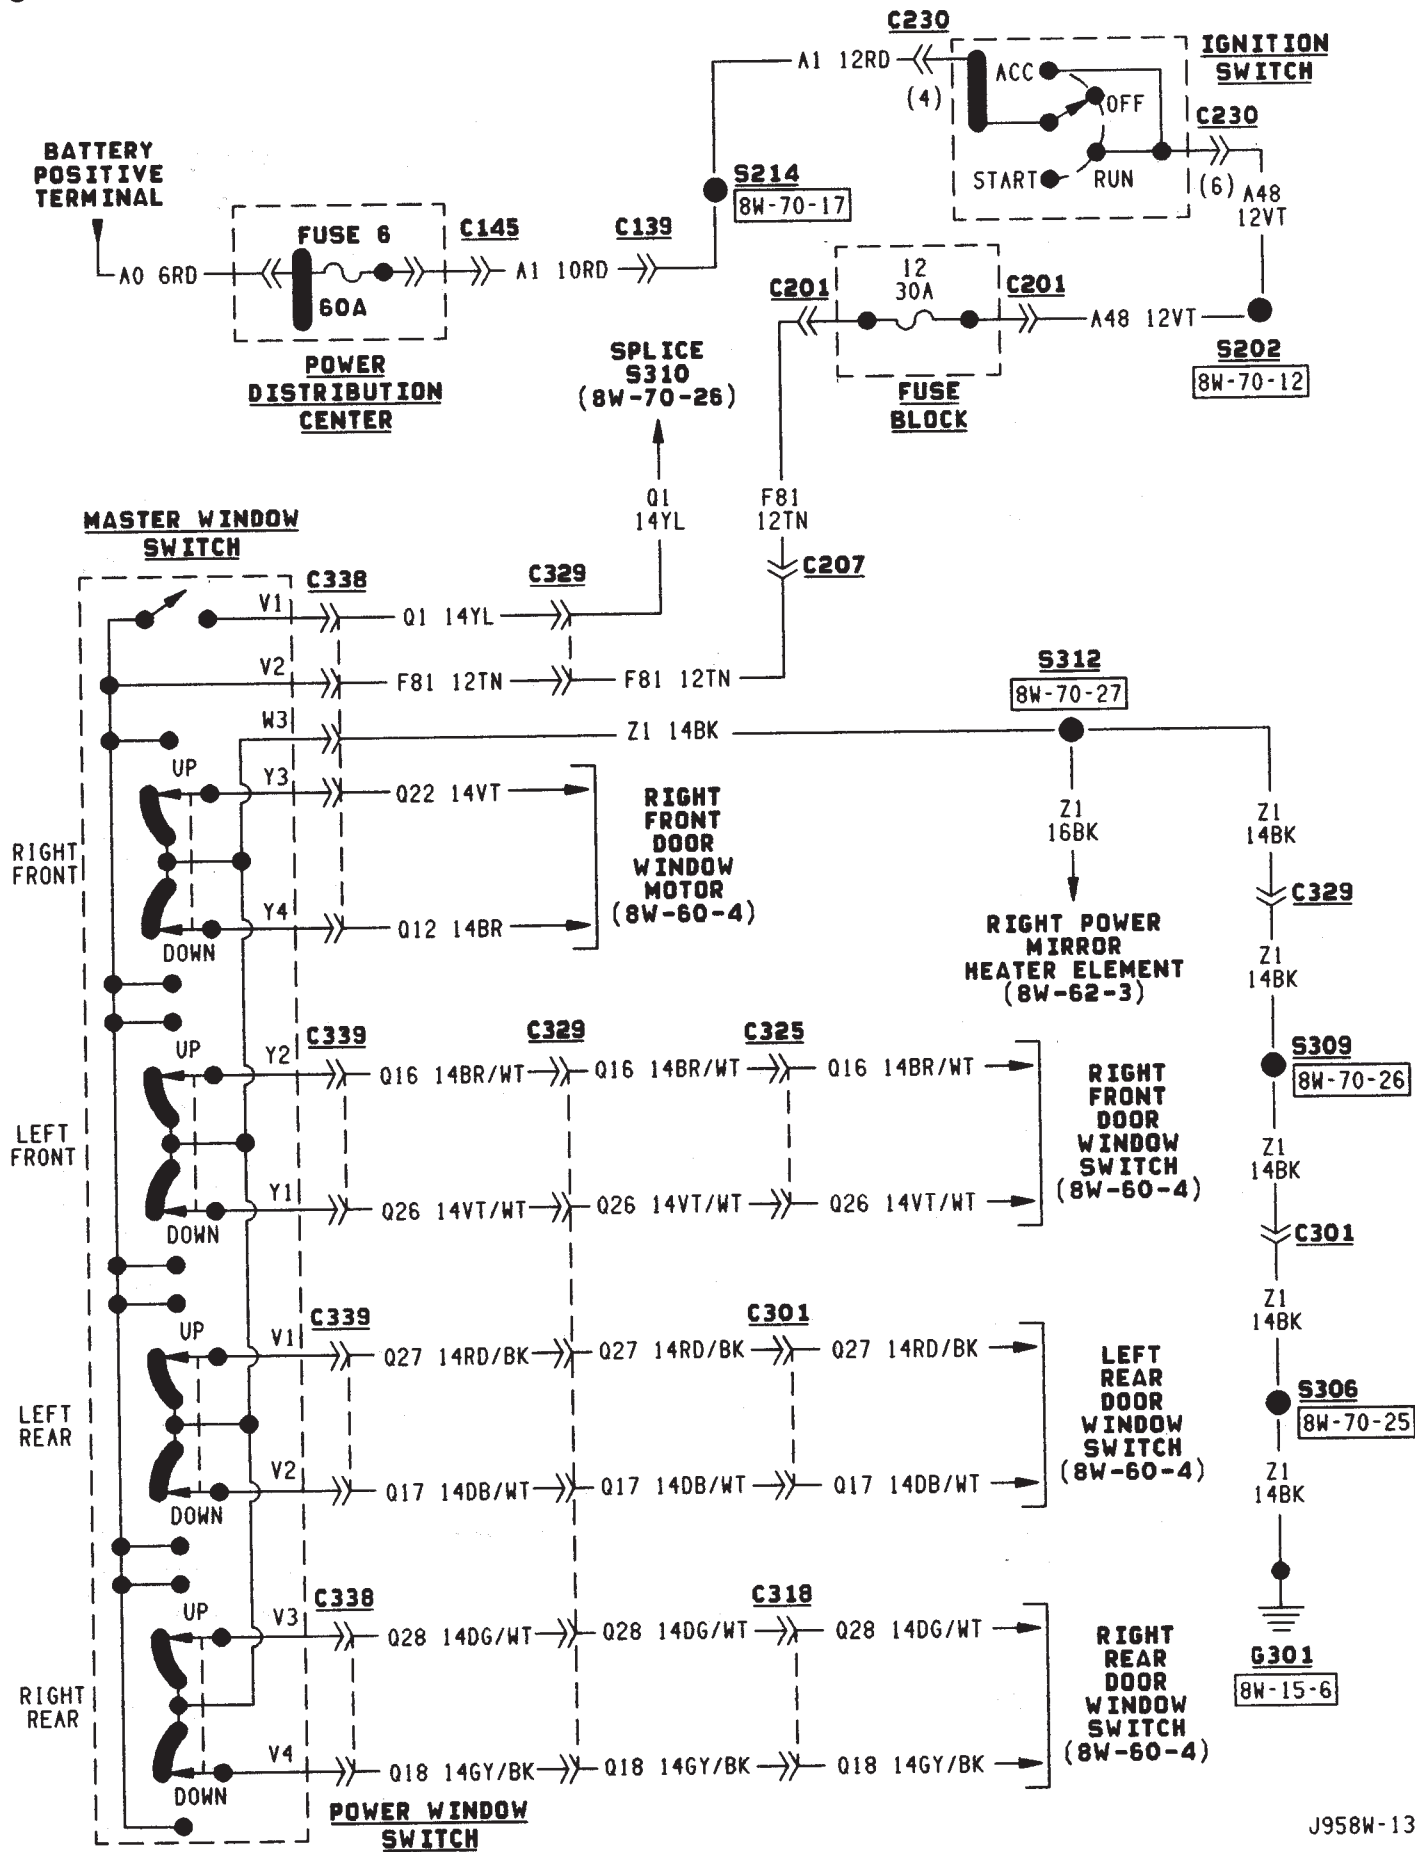 C230
IGNITION
SWITCH
A1 12RD
(4)
ACC
OFF
C230
START
RUN
(6)
A48
12VT
BATTERY
POSITIVE
TERMINAL
S214
8W-70-17
FUSE 6
60A
C145
C139
A0 6RD
A1 10RD
POWER
DISTRIBUTION
CENTER
12
30A
C201
C201
A48 12VT
S202
8W-70-12
FUSE
BLOCK
SPLICE
S310
(8W-70-26)
Q1
14YL
F81
12TN
C207
MASTER WINDOW
SWITCH
C338
C329
V1
Q1 14YL
V2
F81 12TN
F81 12TN
S312
8W-70-27
W3
Z1 14BK
UP
Y3
Q22 14VT
RIGHT
FRONT
Y4
Q12 14BR
DOWN
RIGHT
FRONT
DOOR
WINDOW
MOTOR
(8W-60-4)
Z1
16BK
RIGHT POWER
MIRROR
HEATER ELEMENT
(8W-62-3)
Z1
14BK
C329
Z1
14BK
S309
8W-70-26
Z1
14BK
C301
Z1
14BK
S306
8W-70-25
Z1
14BK
G301
8W-15-6
C339
C329
C325
UP
Y2
Q16 14BR/WT
Q16 14BR/WT
Q16 14BR/WT
LEFT
FRONT
Y1
Q26 14VT/WT
Q26 14VT/WT
Q26 14VT/WT
DOWN
RIGHT
FRONT
DOOR
WINDOW
SWITCH
(8W-60-4)
C339
C301
UP
V1
Q27 14RD/BK
Q27 14RD/BK
Q27 14RD/BK
LEFT
REAR
V2
Q17 14DB/WT
Q17 14DB/WT
Q17 14DB/WT
DOWN
LEFT
REAR
DOOR
WINDOW
SWITCH
(8W-60-4)
C338
C318
UP
V3
Q28 14DG/WT
Q28 14DG/WT
Q28 14DG/WT
RIGHT
REAR
V4
Q18 14GY/BK
Q18 14GY/BK
Q18 14GY/BK
DOWN
RIGHT
REAR
DOOR
WINDOW
SWITCH
(8W-60-4)
POWER WINDOW
SWITCH
J958W-13